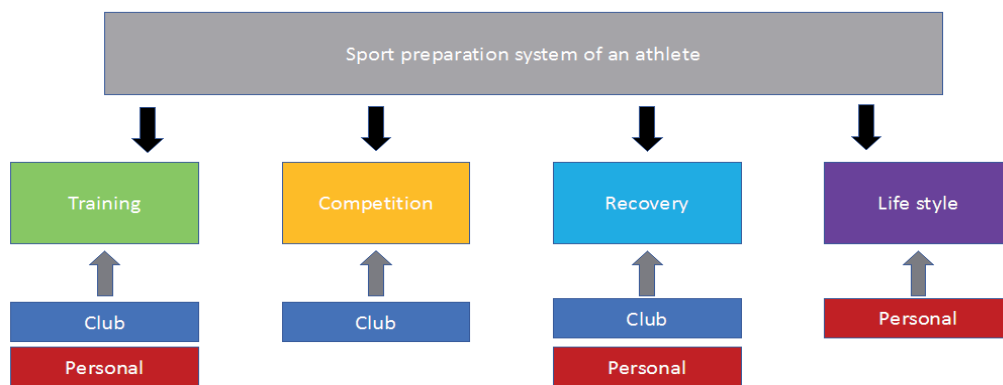 Sport preparation system of an athlete
Training
Competition
Recovery
Life style
Club
Club
Club
Personal
Personal
Personal